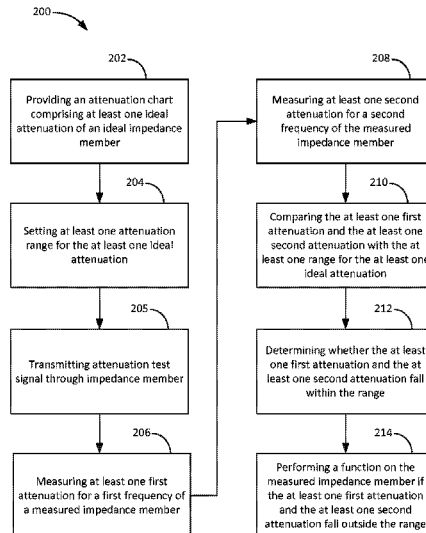 200
202
Providing an attenuation chart
comprising at least one ideal
attenuation of an ideal impedance
member
204
Setting at least one attenuation
range for the at least one ideal
attenuation
205
Transmitting attenuation test
signal through impedance member
206
Measuring at least one first
attenuation for a first frequency of
a measured impedance member
208
Measuring at least one second
attenuation for a second
frequency of the measured
impedance member
210
Comparing the at least one first
attenuation and the at least one
second attenuation with the at
least one range for the at least one
ideal attenuation
212
Determining whether the at least
one first attenuation and the at
least one second attenuation fall
within the range
214
Performing a function on the
measured impedance member if
the at least one first attenuation
and the at least one second
attenuation fall outside the range